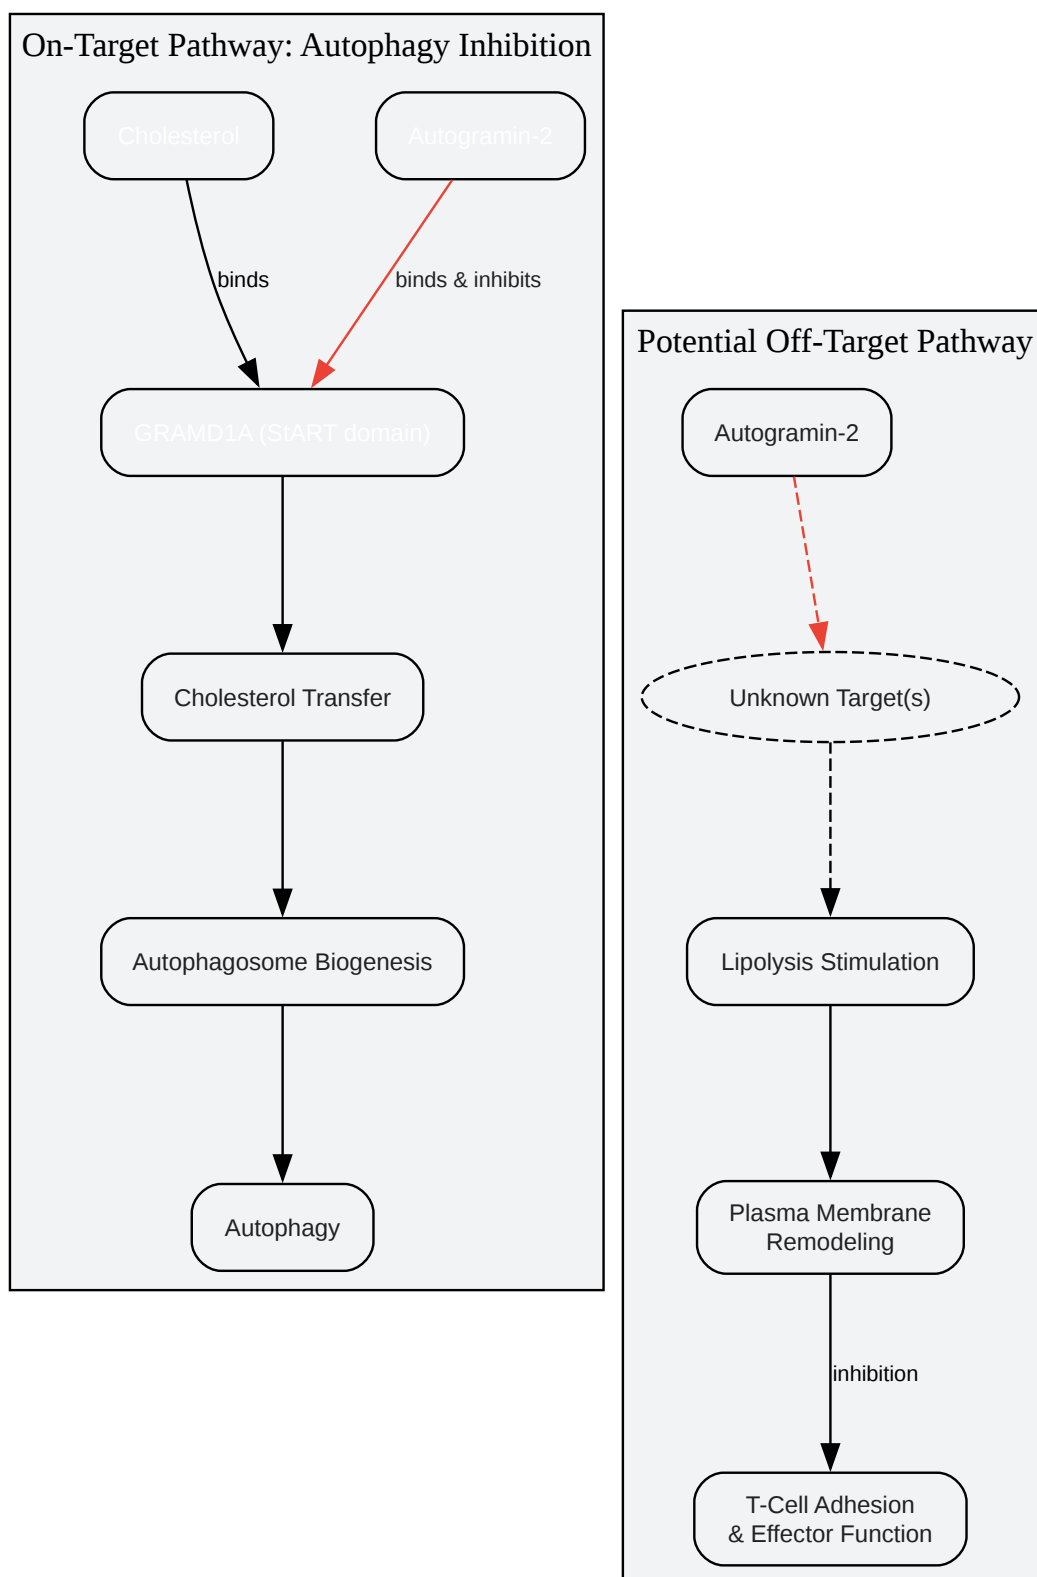 On-Target Pathway: Autophagy Inhibition
Cholesterol
Autogramin-2
binds
binds & inhibits
GRAMD1A (StART domain)
Cholesterol Transfer
Autophagosome Biogenesis
Autophagy
Potential Off-Target Pathway
Autogramin-2
Unknown Target(s)
Lipolysis Stimulation
Plasma Membrane
Remodeling
inhibition
T-Cell Adhesion
& Effector Function